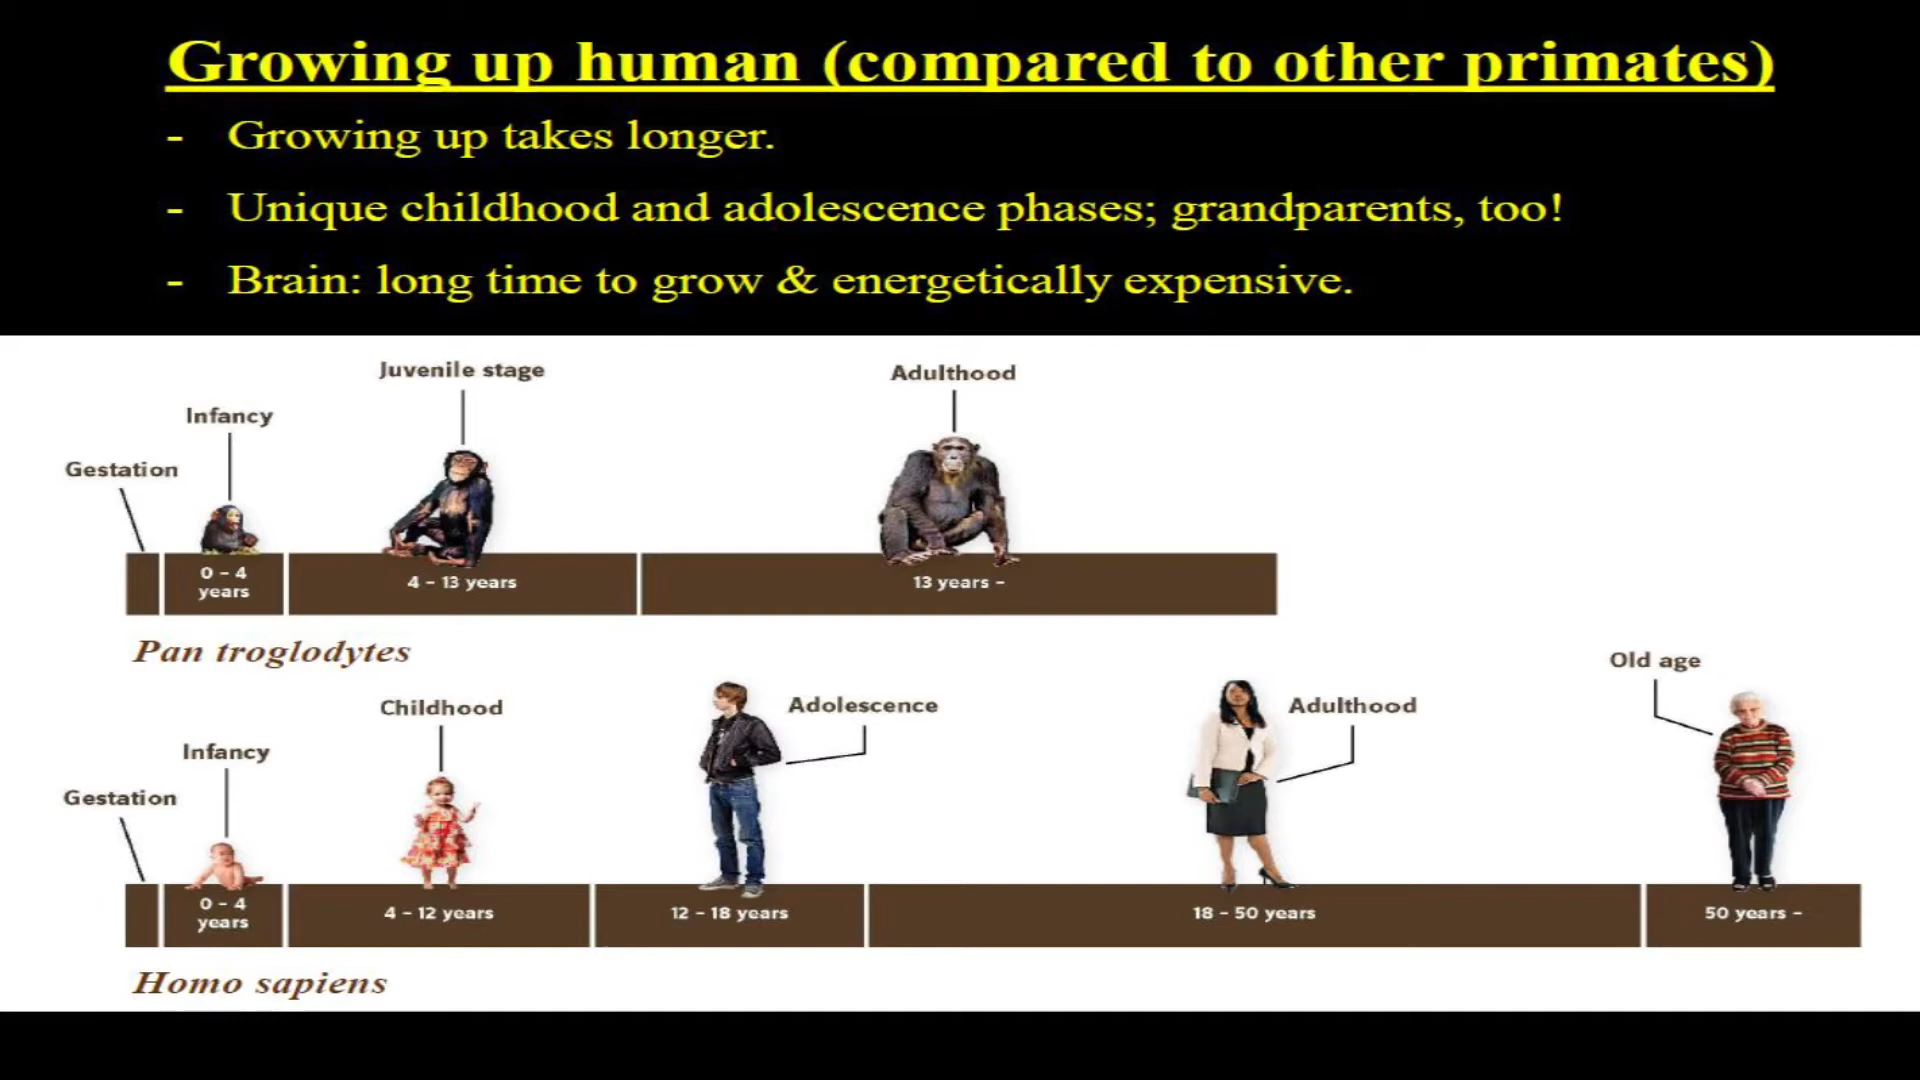 Growing up human (compared to other primates)
- Growing up takes longer.
- Unique childhood and adolescence phases; grandparents, too!
- Brain: long time to grow & energetically expensive.
Juvenile stage
Adulthood
Infancy
Gestation
0 – 4
years
4 – 13 years
13 years –
Pan troglodytes
Old age
Childhood
Adolescence
Adulthood
Infancy
Gestation
0 – 4
years
4 – 12 years
12 – 18 years
18 – 50 years
50 years –
Homo sapiens